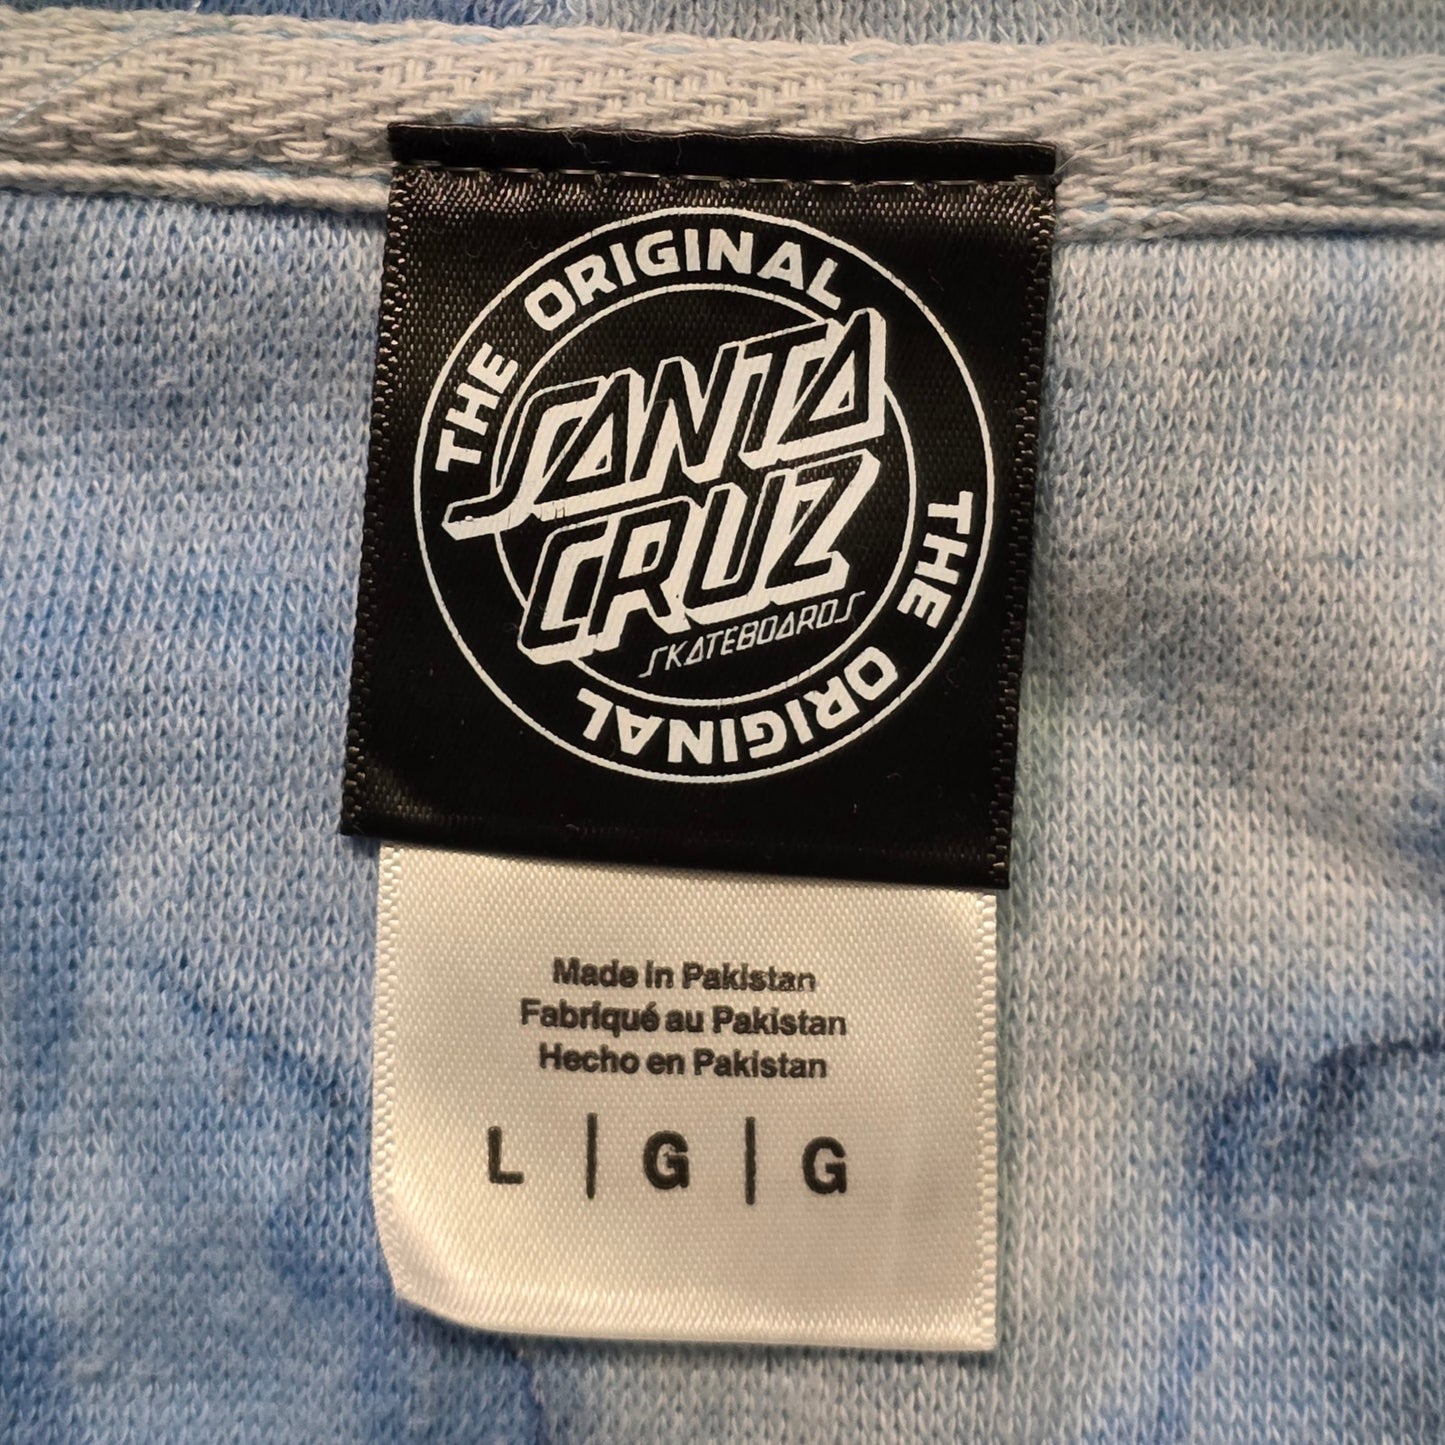 THE ORIGINAL
SANTA
CRUZ
SKATEBOARDS
THE ORIGINAL
Made in Pakistan
Fabriqué au Pakistan
Hecho en Pakistan
L | G | G